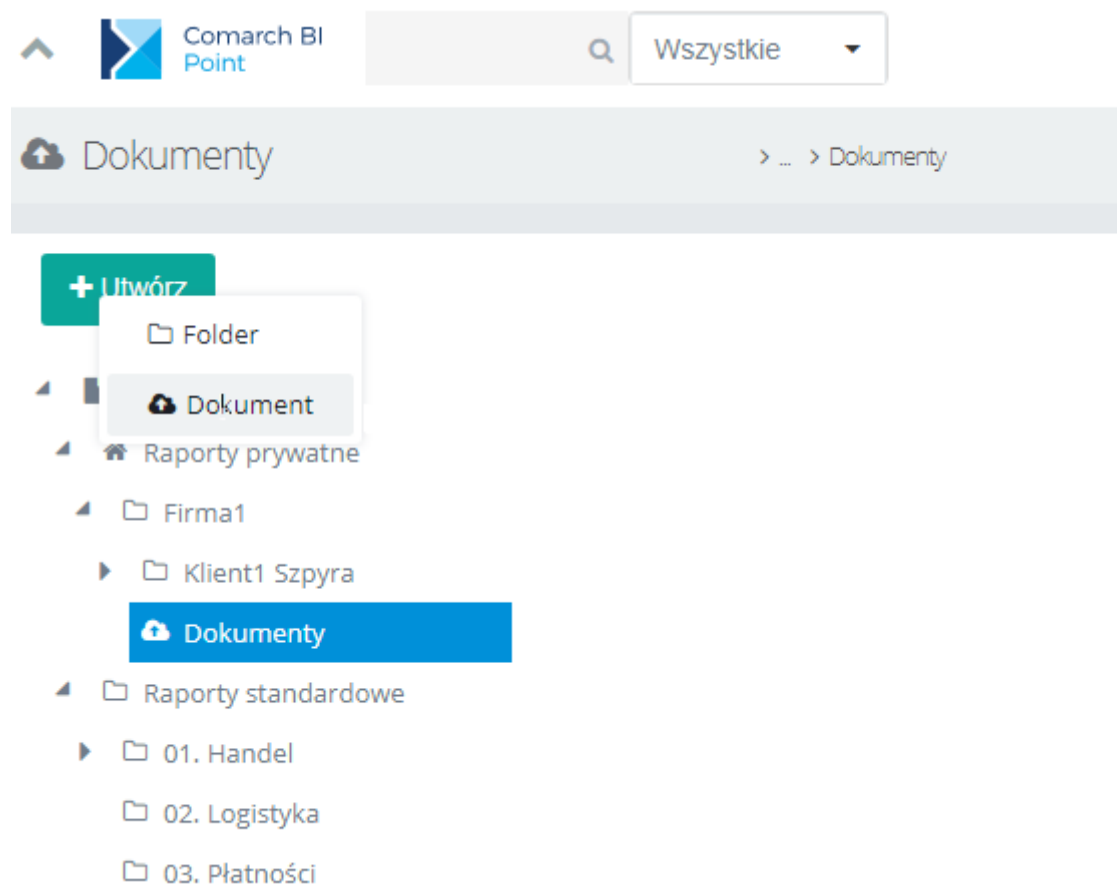 Comarch BI
Point
Wszystkie
Dokumenty
> ... > Dokumenty
+ Utwórz
Folder
Dokument
Raporty prywatne
Firma1
Klient1 Szpyra
Dokumenty
Raporty standardowe
01. Handel
02. Logistyka
03. Płatności